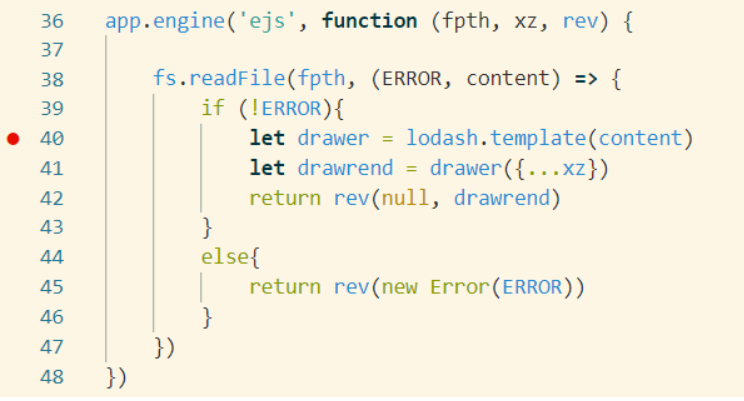 36 app.engine('ejs', function (fpth, xz, rev) {
37
38 fs.readFile(fpth, (ERROR, content) => {
39 if (!ERROR){
40 let drawer = lodash.template(content)
41 let drawrend = drawer({...xz})
42 return rev(null, drawrend)
43 }
44 else{
45 return rev(new Error(ERROR))
46 }
47 })
48 })